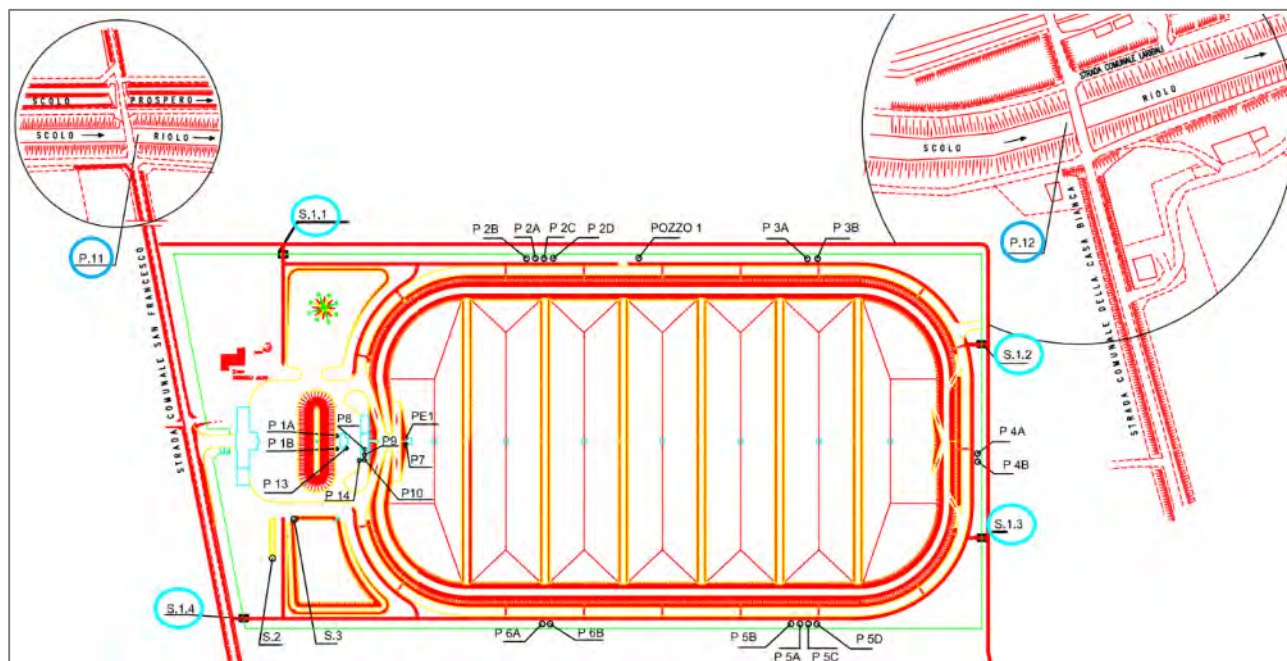 SCOLO PROSPERO
SCOLO RIOLO
P.11
STRADA COMUNALE SAN FRANCESCO
S.1.1
P 2B
P 2A
P 2C
P 2D
POZZO 1
P 3A
P 3B
STRADA COMUNALE LARGHALI
SCOLO RIOLO
P.12
STRADA COMUNALE DELLA CASA BIANCA
S.1.2
P 1A
P8
PE1
P 1B
P9
P7
P 13
P 14
P10
P 4A
P 4B
S.1.3
S.1.4
S.2
S.3
P 6A
P 6B
P 5B
P 5A
P 5C
P 5D